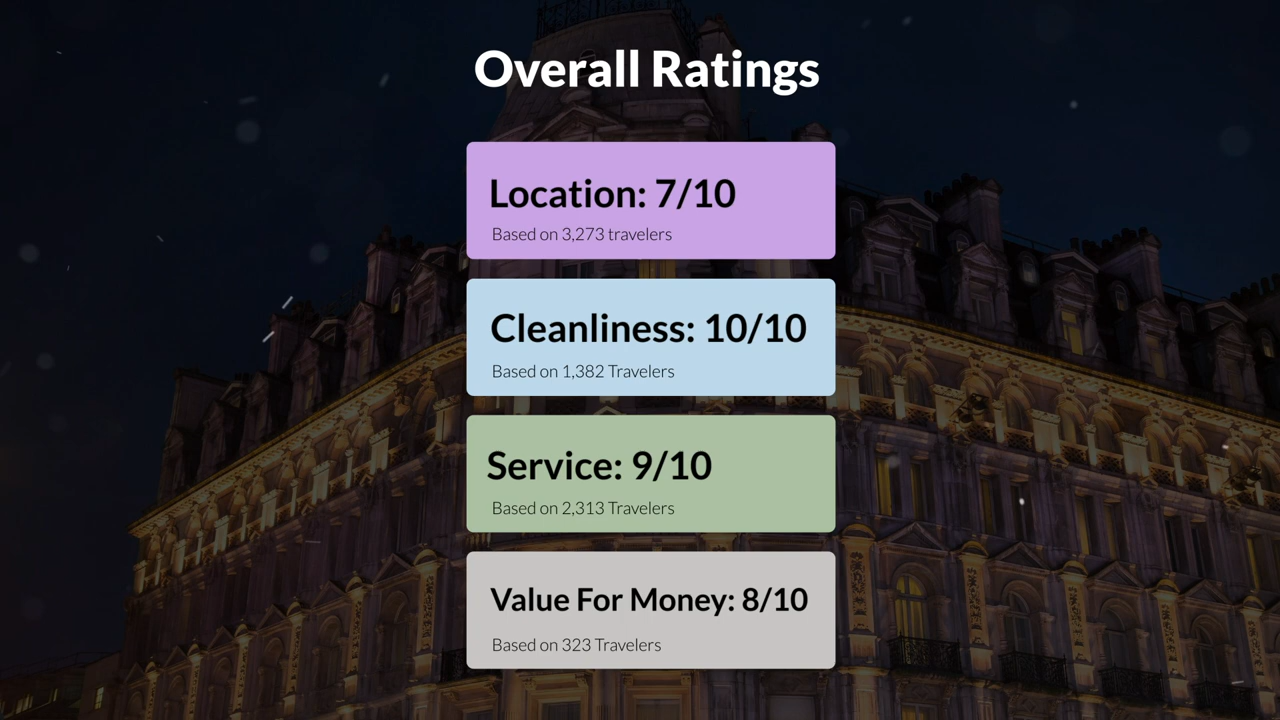 Overall Ratings
Location: 7/10
Based on 3,273 travelers
Cleanliness: 10/10
Based on 1,382 Travelers
Service: 9/10
Based on 2,313 Travelers
Value For Money: 8/10
Based on 323 Travelers